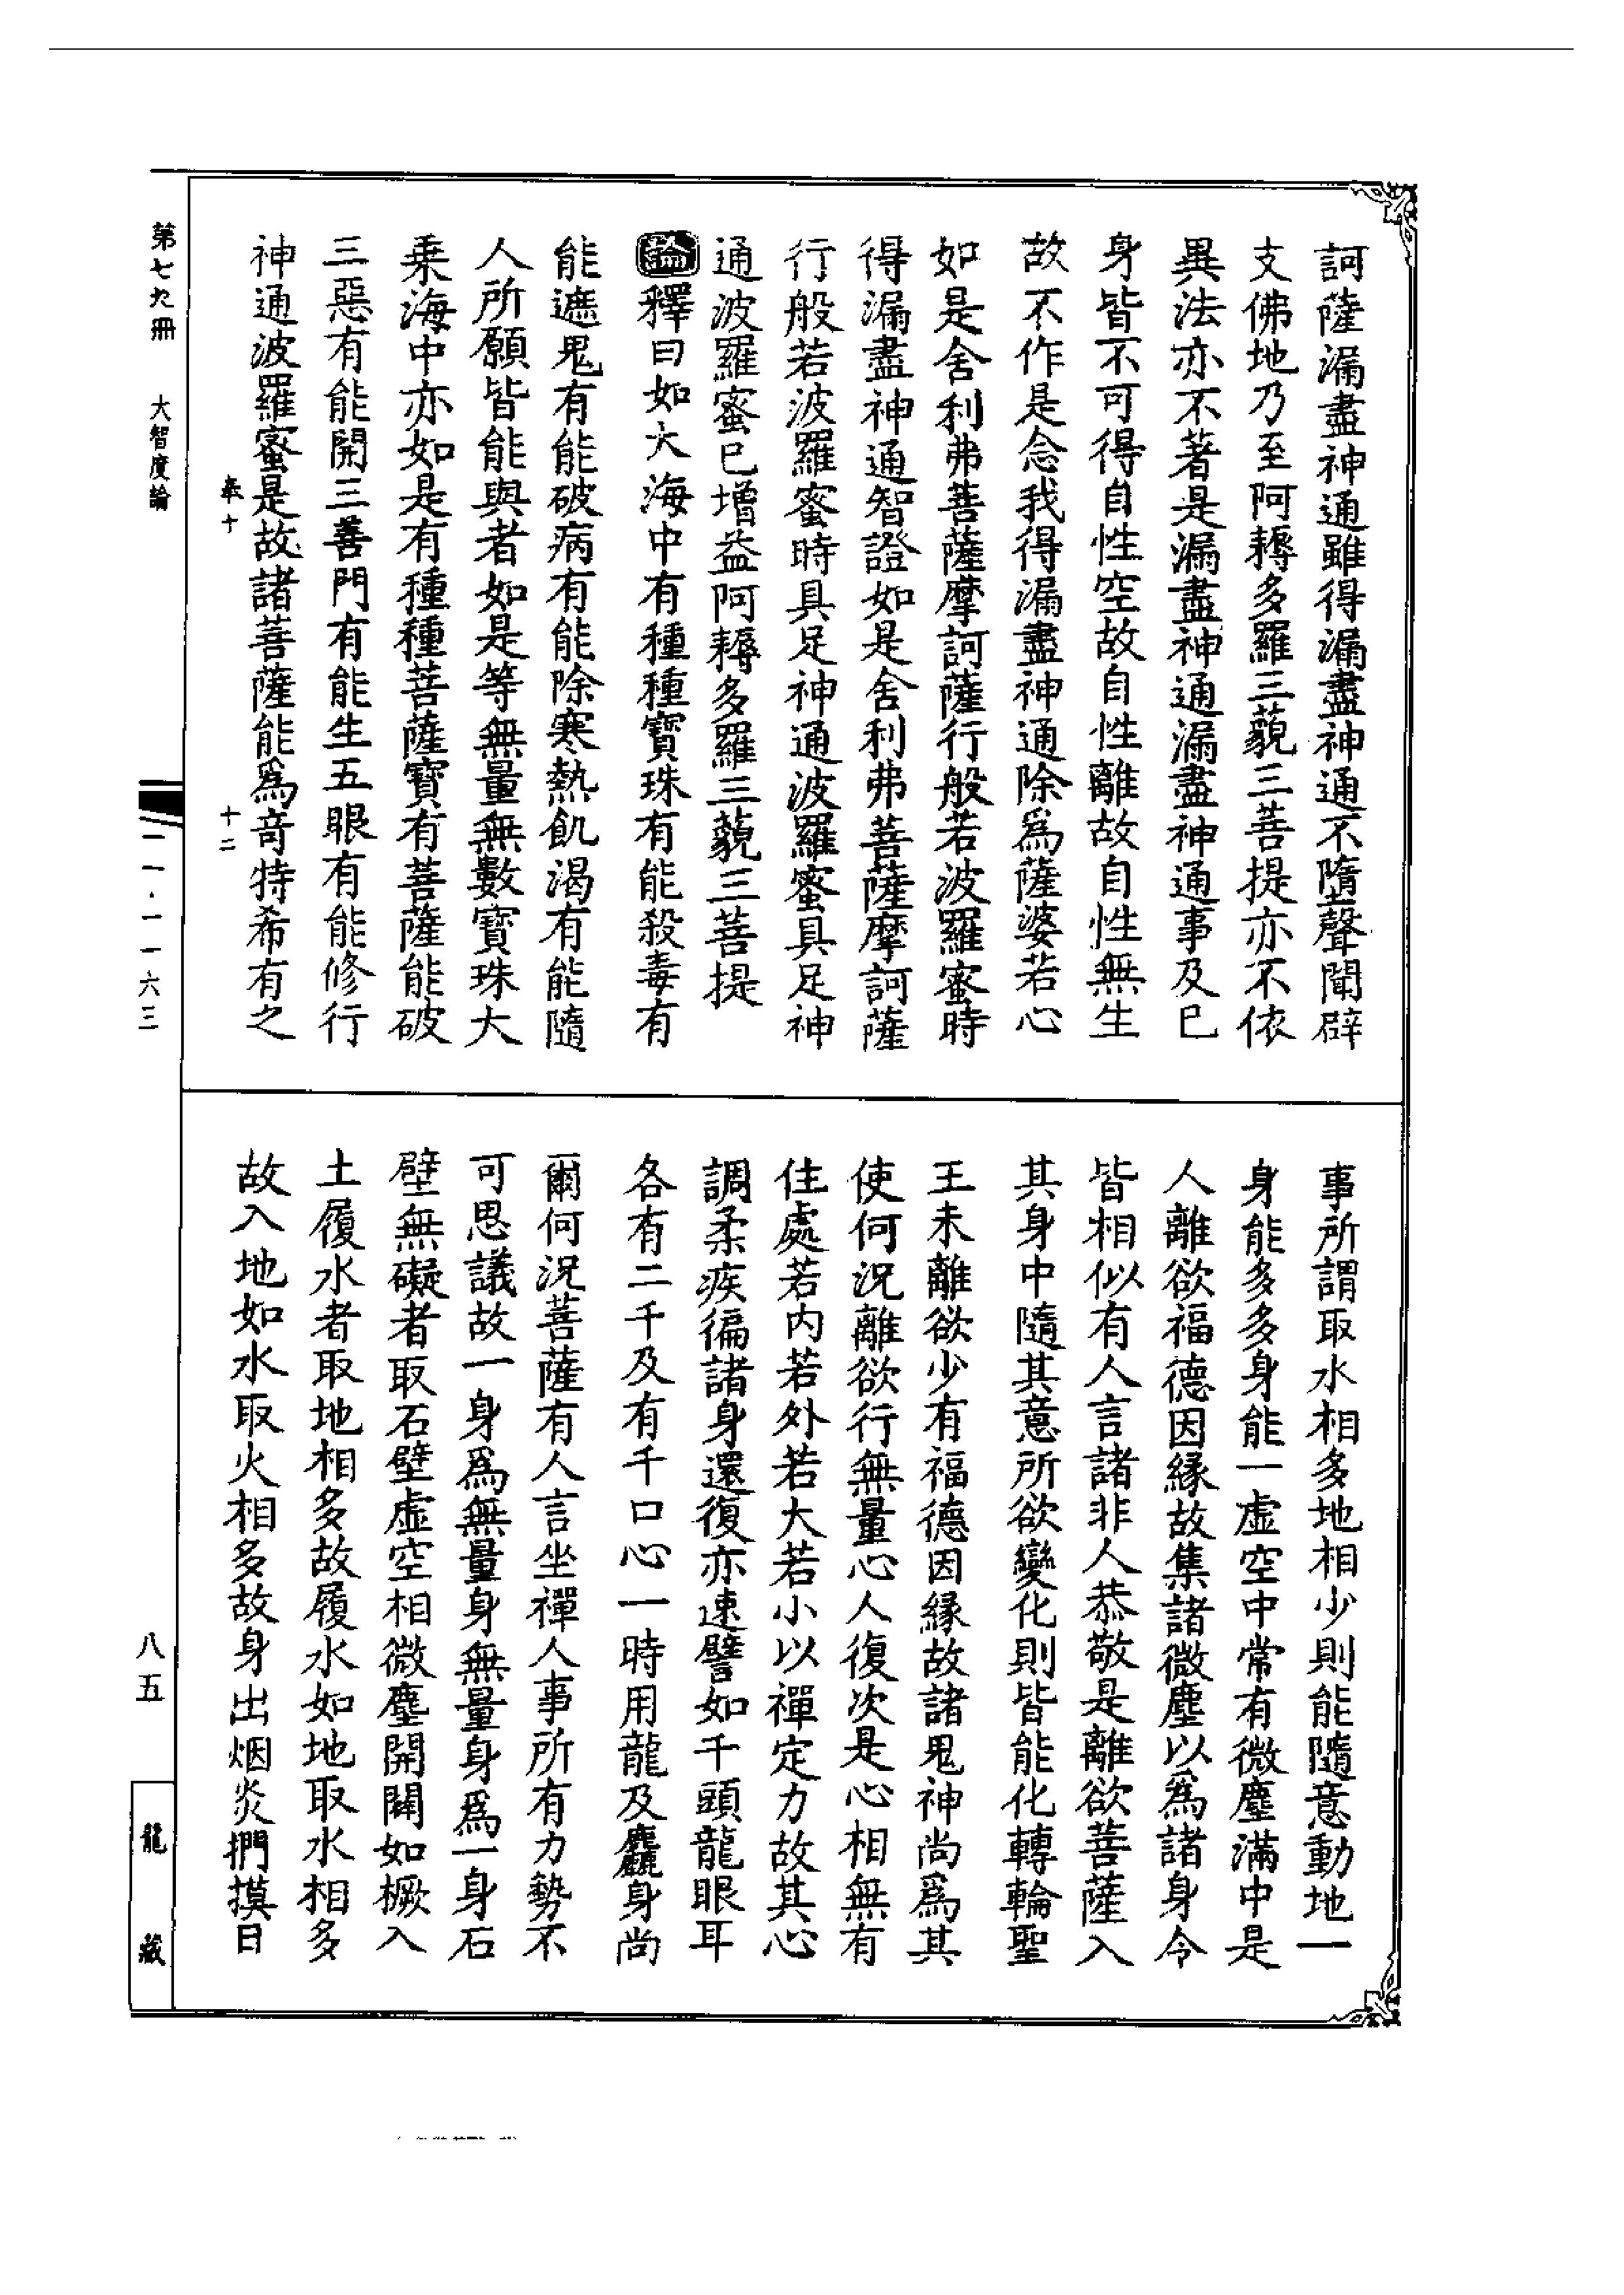 訶薩漏盡神通雖得漏盡神通不墮聲聞辟
支佛地乃至阿耨多羅三藐三菩提亦不依
異法亦不著是漏盡神通漏盡神通事及已
身皆不可得自性空故自性離故自性無生
故不作是念我得漏盡神通除爲薩婆若心
如是舍利弗菩薩摩訶薩行般若波羅蜜時
得漏盡神通智證如是舍利弗菩薩摩訶薩
行般若波羅蜜時具足神通波羅蜜具足神
通波羅蜜已增益阿耨多羅三藐三菩提
論釋曰如大海中有種種寶珠有能殺毒有
能遮鬼有能破病有能除寒熱飢渴有能隨
人所願皆能與者如是等無量無數寶珠大
乗海中亦如是有種種菩薩寶有菩薩能破
三惡有能開三善門有能生五眼有能修行
神通波羅蜜是故諸菩薩能爲竒特希有之
事所謂取水相多地相少則能隨意動地一
身能多多身能一虚空中常有微塵滿中是
人離欲福德因緣故集諸微塵以爲諸身令
皆相似有人言諸非人恭敬是離欲菩薩入
其身中隨其意所欲變化則皆能化轉輪聖
王未離欲少有福德因緣故諸鬼神尚爲其
使何況離欲行無量心人復次是心相無有
住處若内若外若大若小以禪定力故其心
調柔疾徧諸身還復亦速譬如千頭龍眼耳
各有二千及有千口心一時用龍及麤身尚
爾何況菩薩有人言坐禪人事所有力勢不
可思議故一身爲無量身無量身爲一身石
壁無礙者取石壁虚空相微塵開闢如橛入
土履水者取地相多故履水如地取水相多
故入地如水取火相多故身出烟炎捫摸日
第七九冊 大智度論
卷十 十二
二一·一一六三
八五
龍藏